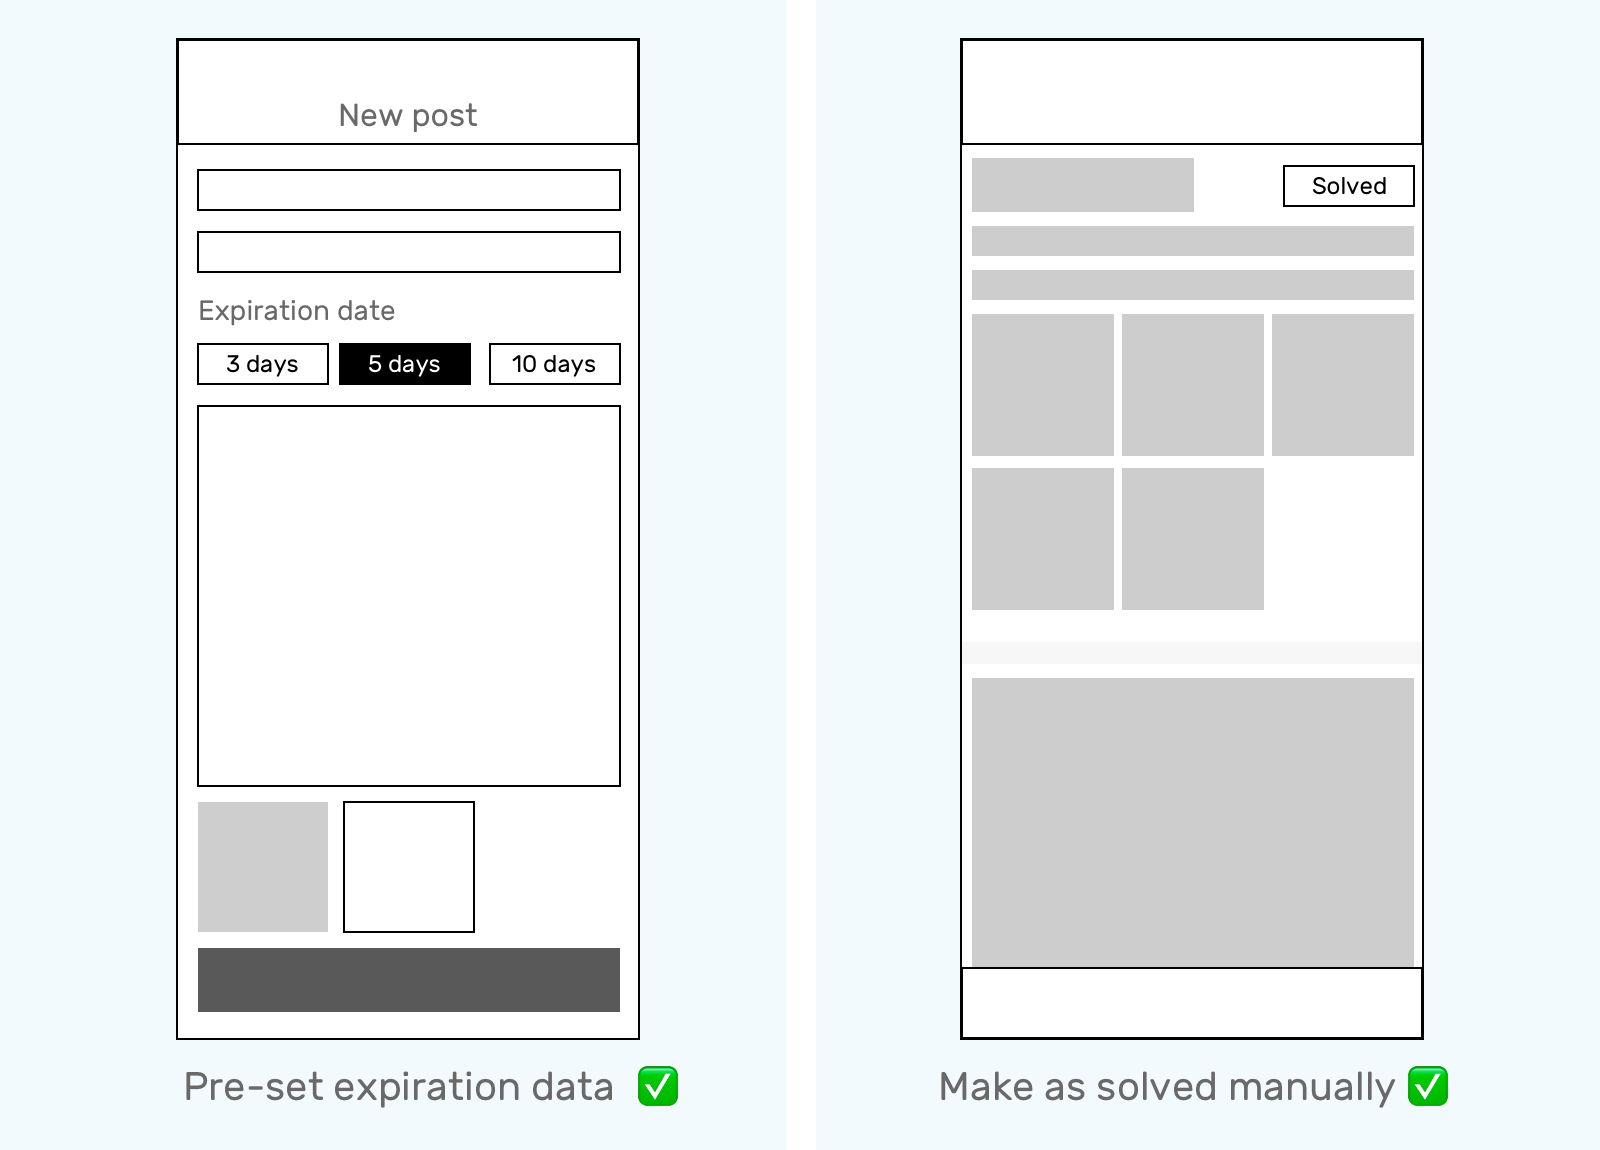 New post
Expiration date
3 days
5 days
10 days
Pre-set expiration data ✅
Solved
Make as solved manually ✅